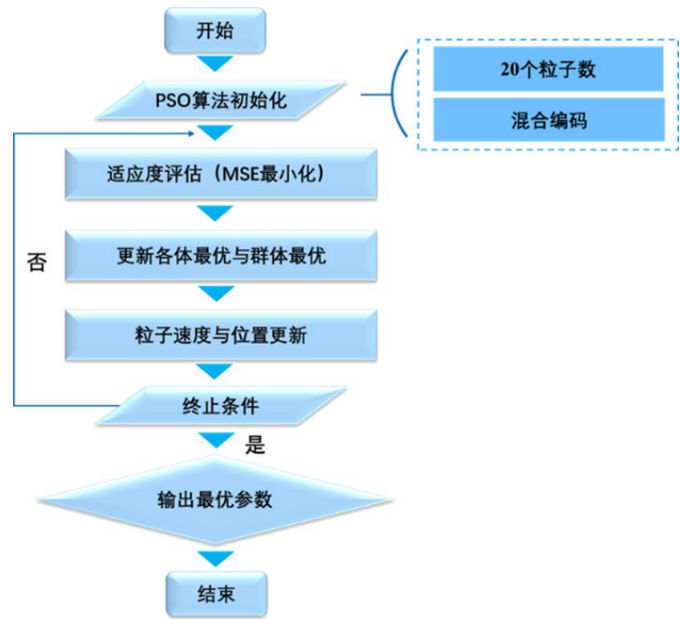 开始
PSO算法初始化
20个粒子数
混合编码
适应度评估（MSE最小化）
更新各体最优与群体最优
否
粒子速度与位置更新
终止条件
是
输出最优参数
结束